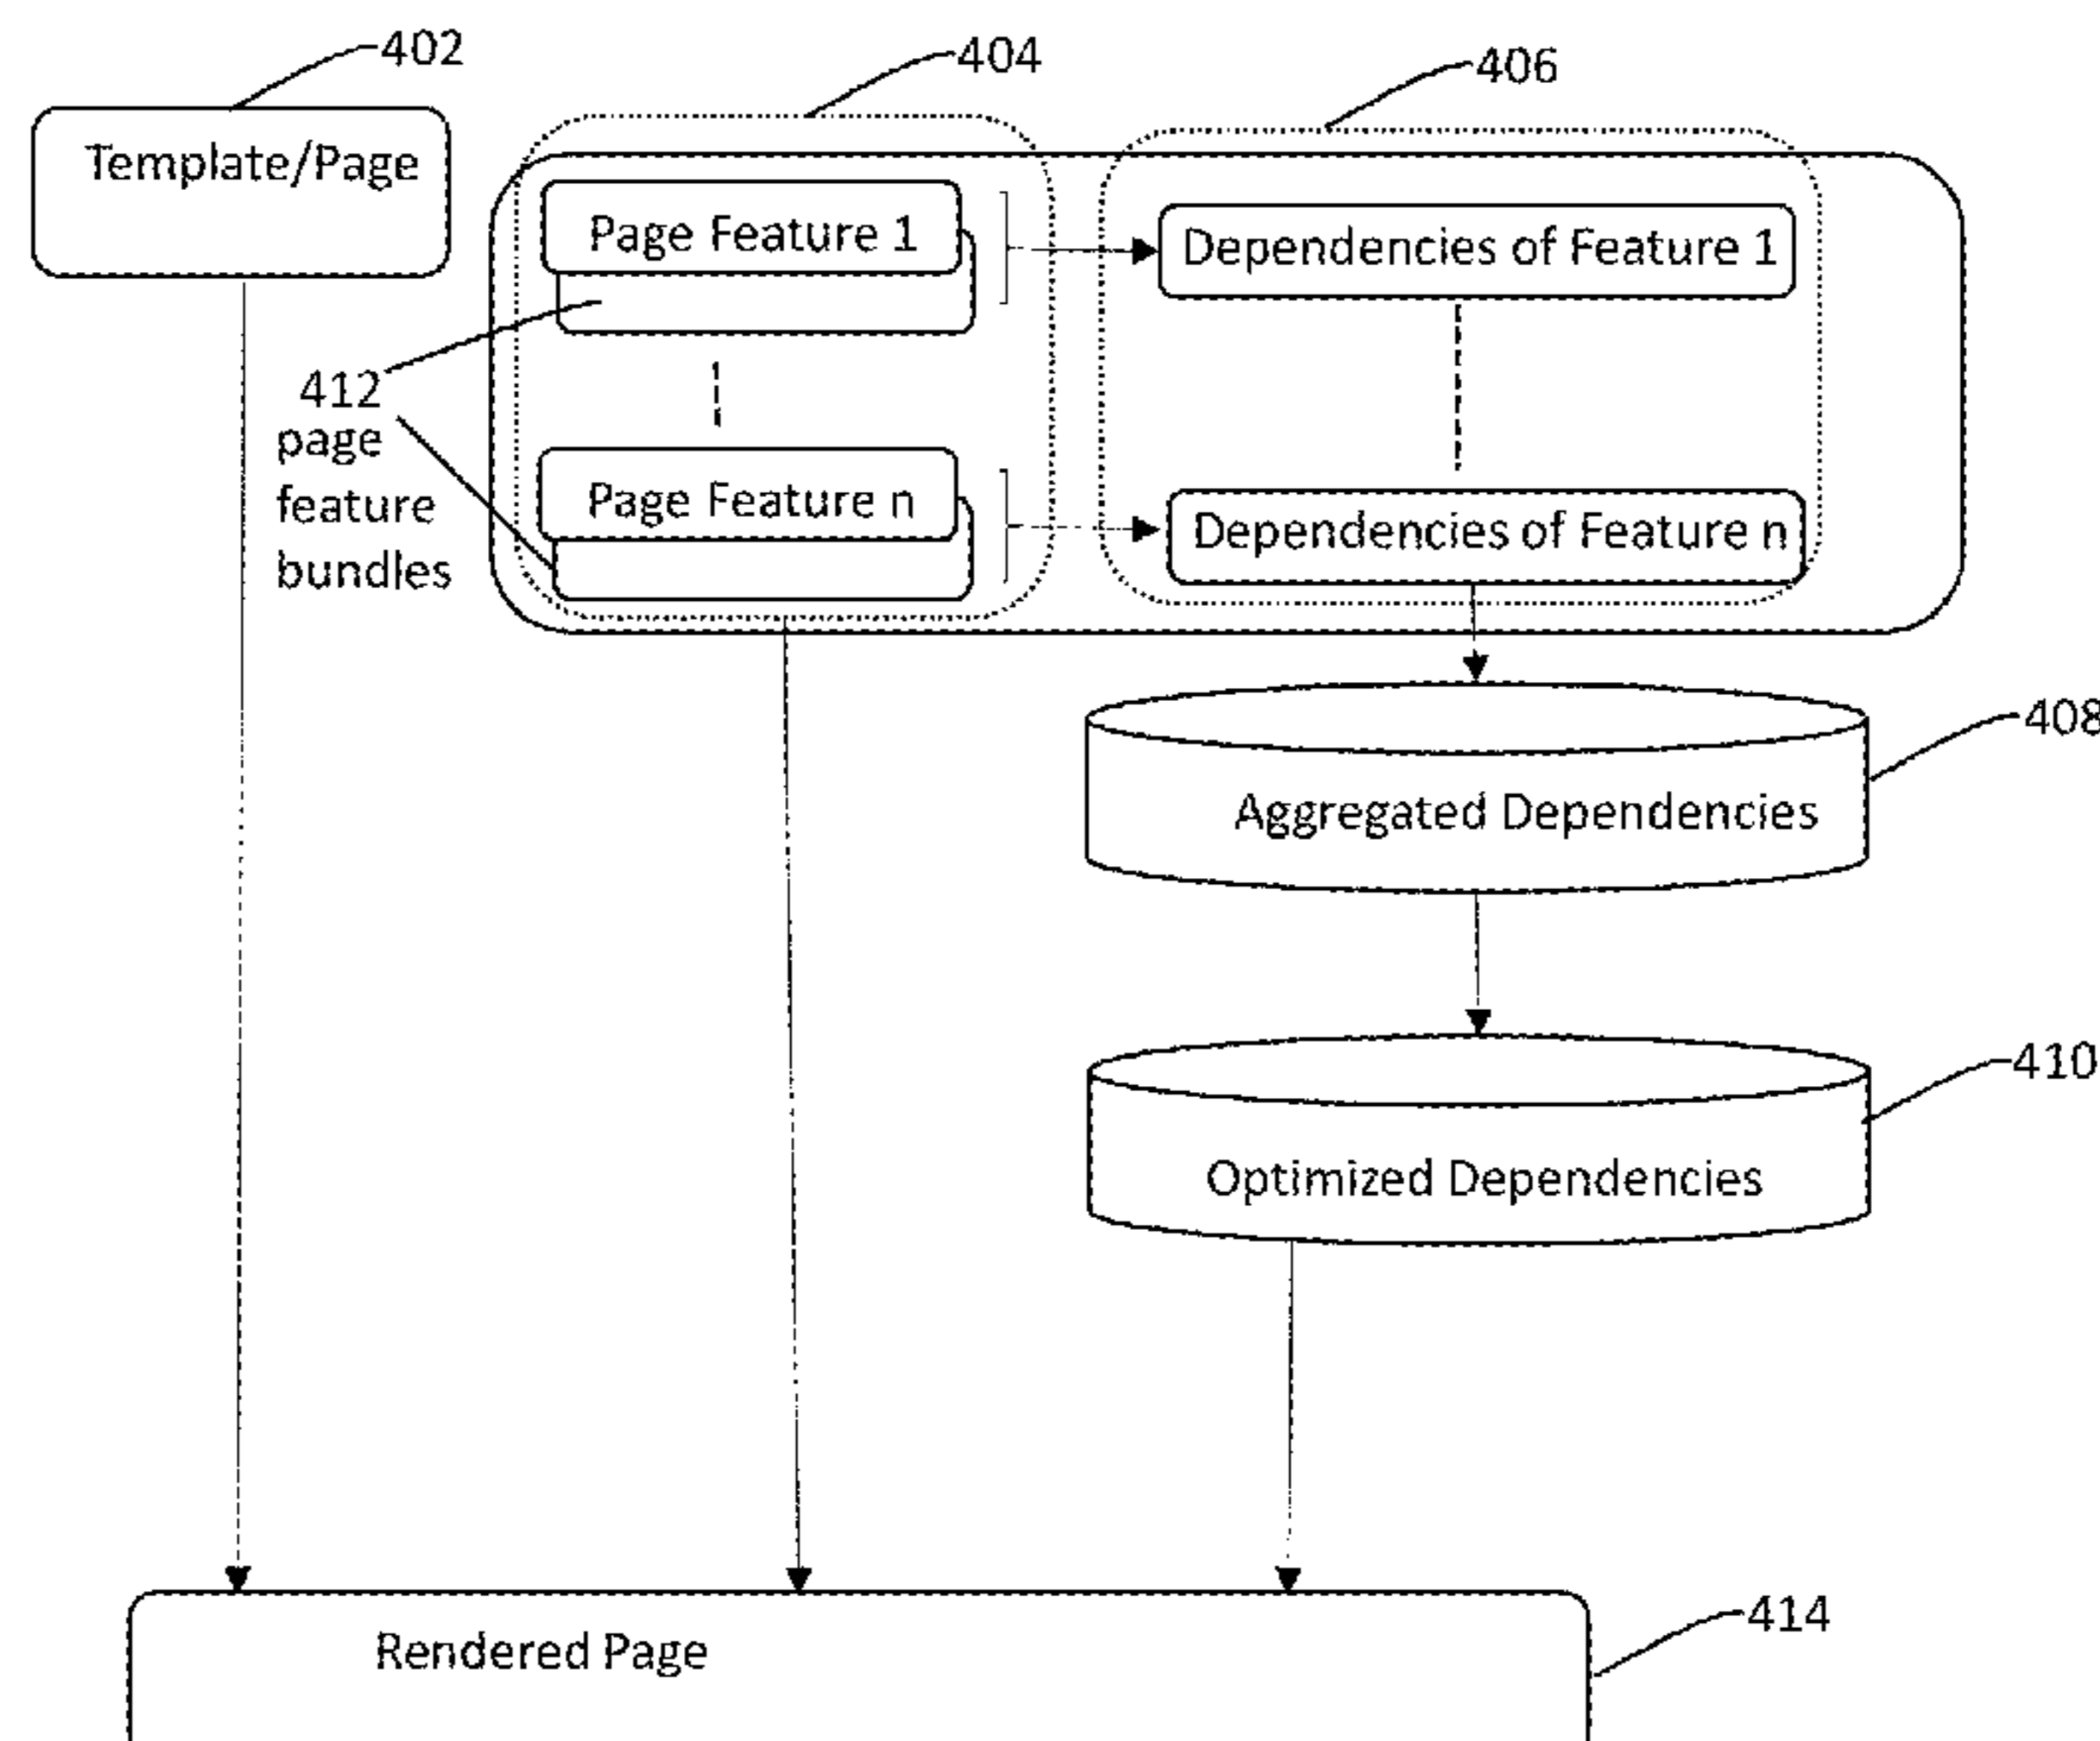 402
404
406
Template/Page
Page Feature 1
Dependencies of Feature 1
412
page
feature
bundles
Page Feature n
Dependencies of Feature n
408
Aggregated Dependencies
410
Optimized Dependencies
414
Rendered Page